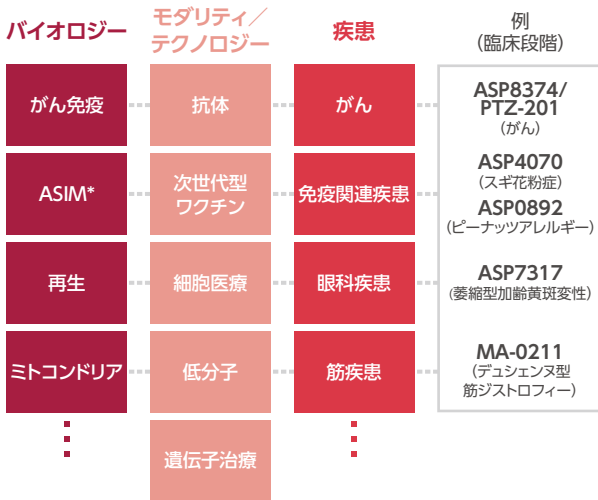 バイオロジー
モダリティ／
テクノロジー
疾患
例
（臨床段階）
がん免疫
抗体
がん
ASP8374/
PTZ-201
（がん）
ASIM*
次世代型
ワクチン
免疫関連疾患
ASP4070
（スギ花粉症）
ASP0892
（ピーナッツアレルギー）
再生
細胞医療
眼科疾患
ASP7317
（萎縮型加齢黄斑変性）
ミトコンドリア
低分子
筋疾患
MA-0211
（デュシェンヌ型
筋ジストロフィー）
遺伝子治療